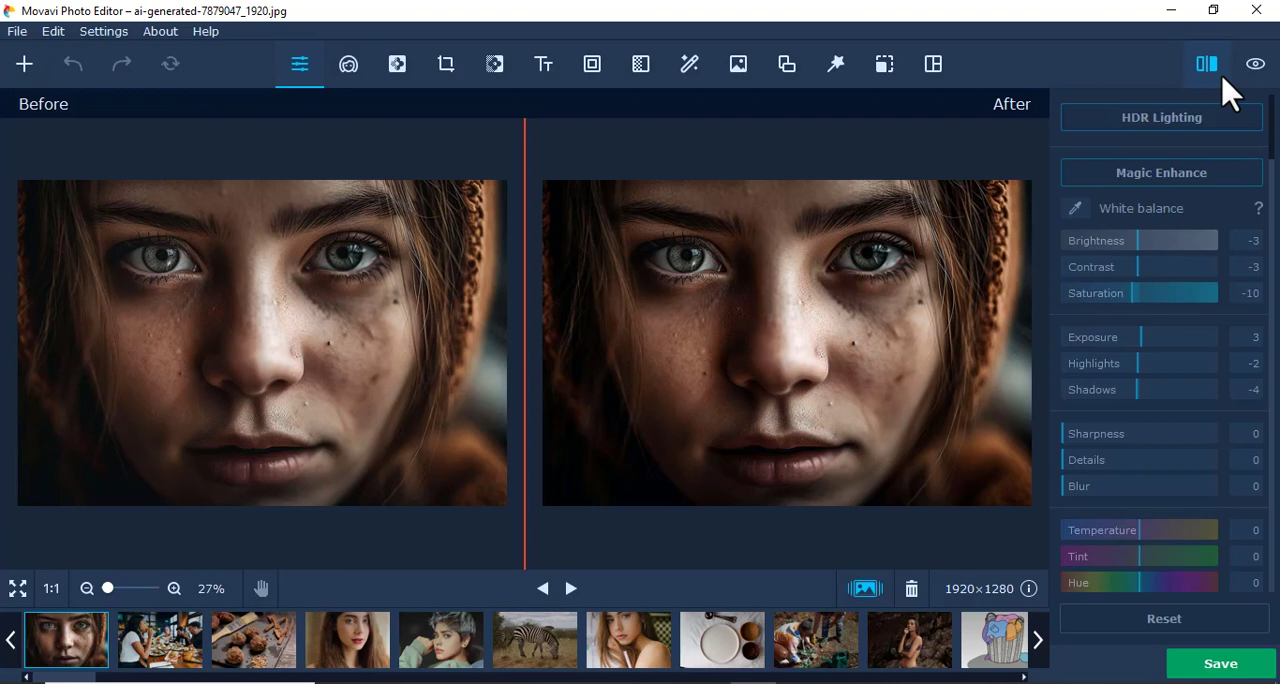 Movavi Photo Editor – ai-generated-7879047_1920.jpg
File Edit Settings About Help
Tт
Before After
HDR Lighting
Magic Enhance
White balance ?
Brightness -3
Contrast -3
Saturation -10
Exposure 3
Highlights -2
Shadows -4
Sharpness 0
Details 0
Blur 0
Temperature 0
Tint 0
Hue 0
1:1 27% 1920×1280
Reset
Save